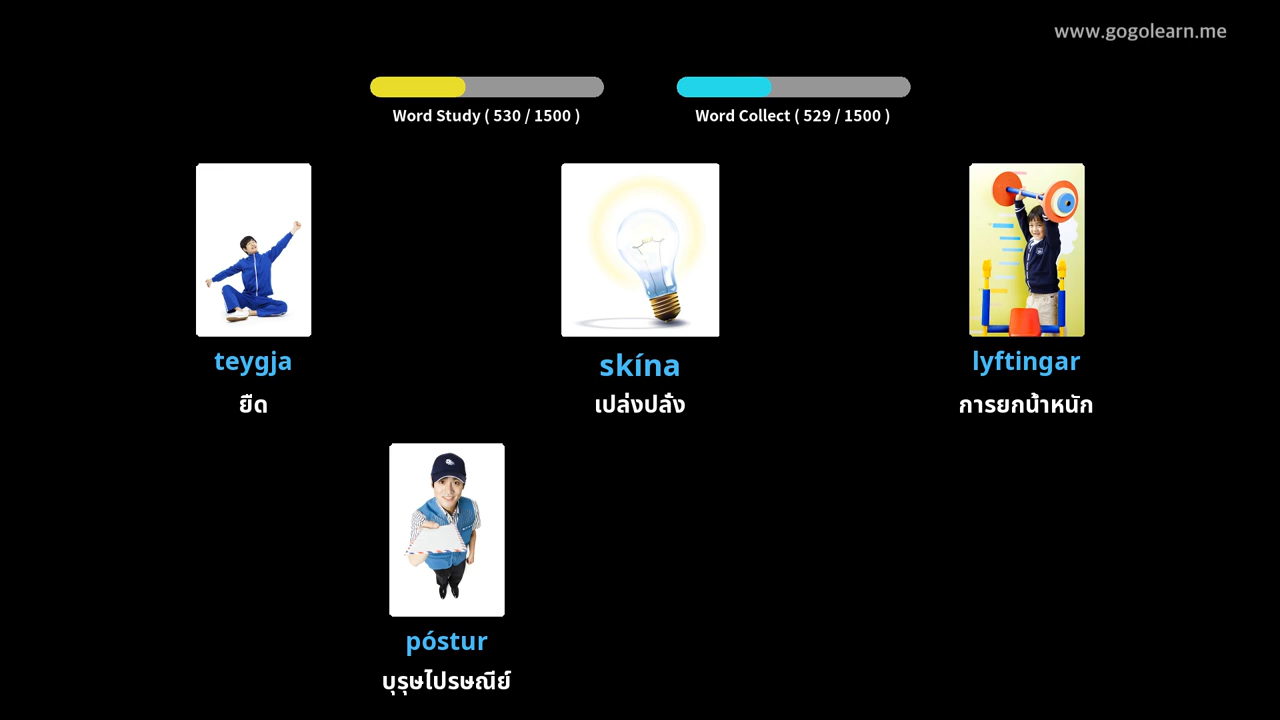 www.gogolearn.me
Word Study ( 530 / 1500 )
Word Collect ( 529 / 1500 )
teygja
ยืด
skína
เปล่งปลั่ง
lyftingar
การยกน้ำหนัก
póstur
บุรุษไปรษณีย์